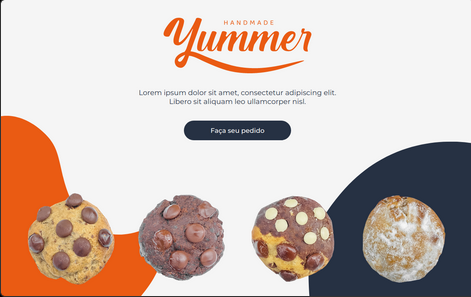 HANDMADE
Yummer
Lorem ipsum dolor sit amet, consectetur adipiscing elit.
Libero sit aliquam leo ullamcorper nisl.
Faça seu pedido